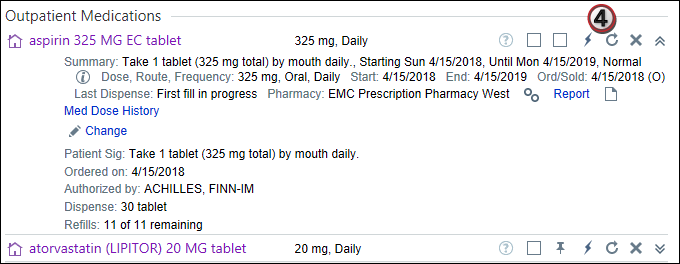 Outpatient Medications
4
aspirin 325 MG EC tablet 325 mg, Daily
Summary: Take 1 tablet (325 mg total) by mouth daily., Starting Sun 4/15/2018, Until Mon 4/15/2019, Normal
Dose, Route, Frequency: 325 mg, Oral, Daily Start: 4/15/2018 End: 4/15/2019 Ord/Sold: 4/15/2018 (O)
Last Dispense: First fill in progress Pharmacy: EMC Prescription Pharmacy West Report
Med Dose History
Change
Patient Sig: Take 1 tablet (325 mg total) by mouth daily.
Ordered on: 4/15/2018
Authorized by: ACHILLES, FINN-IM
Dispense: 30 tablet
Refills: 11 of 11 remaining
atorvastatin (LIPITOR) 20 MG tablet 20 mg, Daily